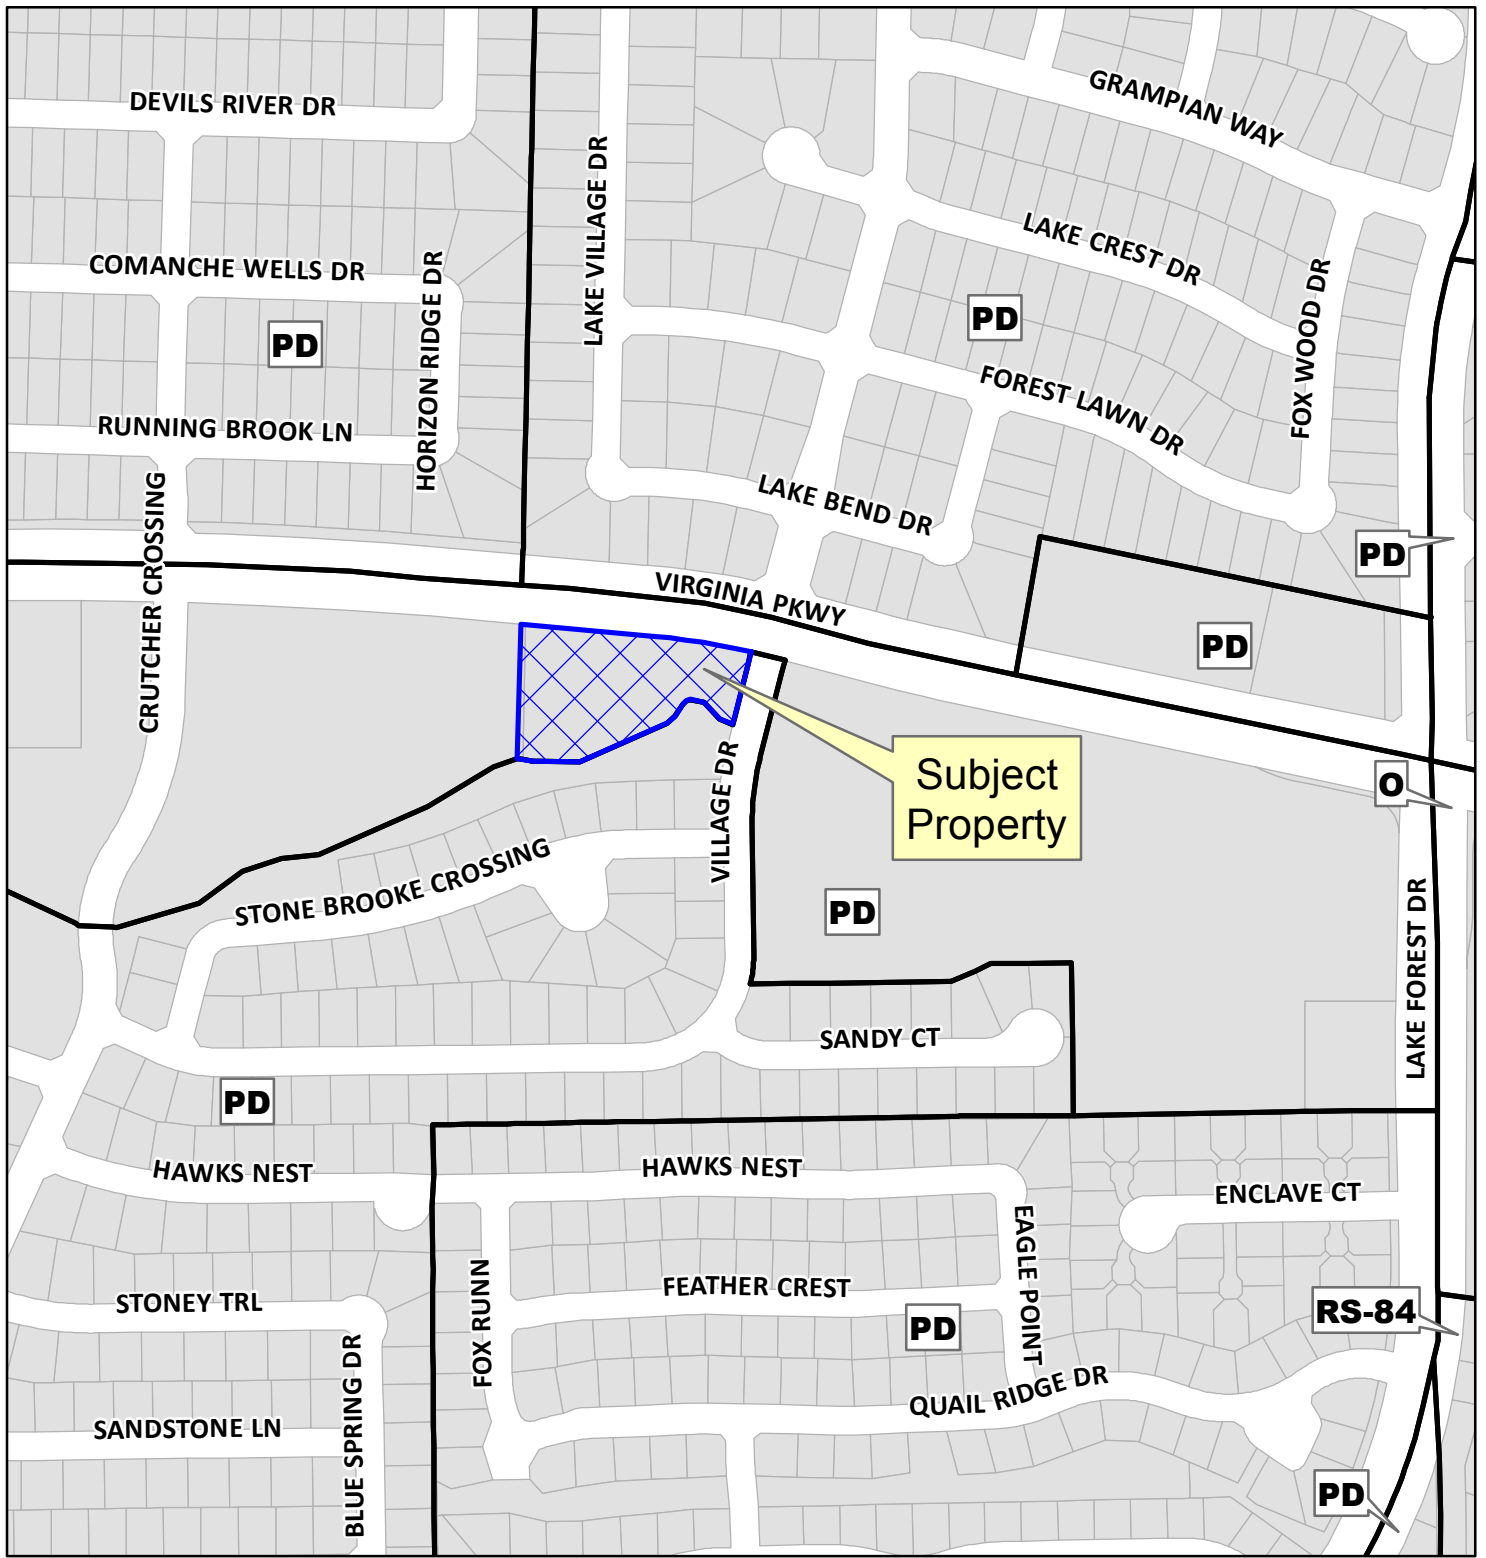 DEVILS RIVER DR
GRAMPIAN WAY
LAKE VILLAGE DR
LAKE CREST DR
COMANCHE WELLS DR
HORIZON RIDGE DR
FOX WOOD DR
PD
PD
FOREST LAWN DR
RUNNING BROOK LN
CRUTCHER CROSSING
LAKE BEND DR
PD
VIRGINIA PKWY
PD
Subject
Property
O
VILLAGE DR
STONE BROOKE CROSSING
PD
LAKE FOREST DR
SANDY CT
PD
HAWKS NEST
HAWKS NEST
ENCLAVE CT
EAGLE POINT
FOX RUNN
FEATHER CREST
STONEY TRL
RS-84
PD
BLUE SPRING DR
QUAIL RIDGE DR
SANDSTONE LN
PD